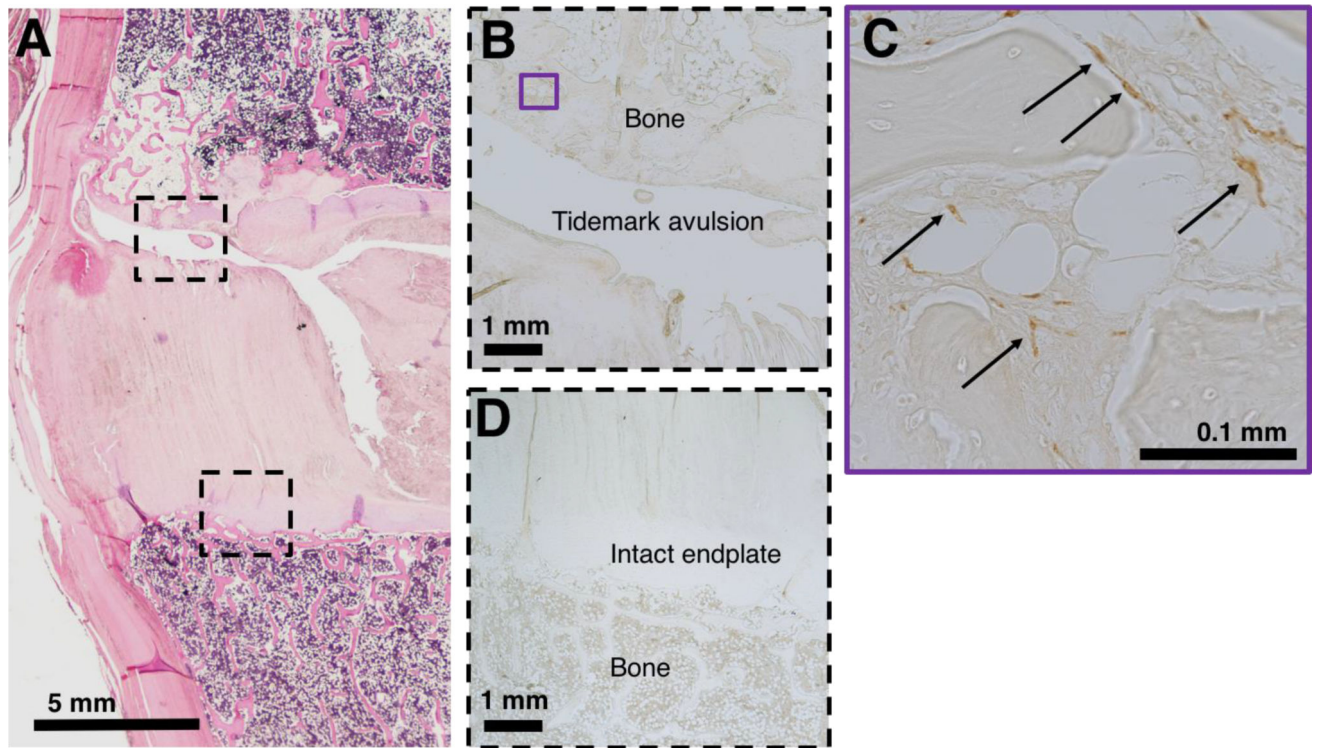 A
5 mm
B
Bone
Tidemark avulsion
1 mm
C
0.1 mm
D
Intact endplate
Bone
1 mm